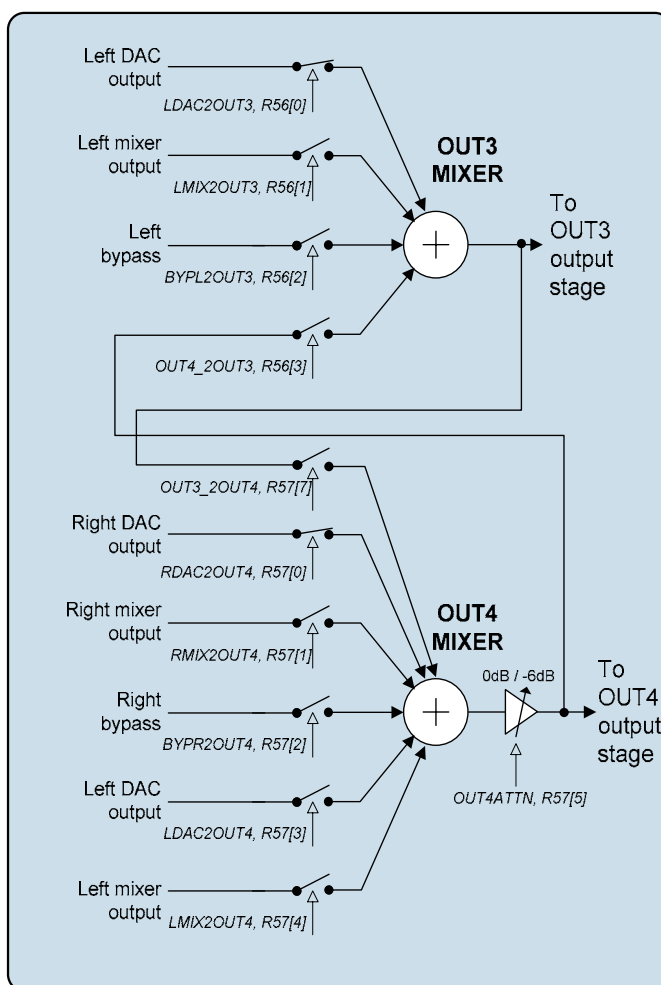 Left DAC
output
LDAC2OUT3, R56[0]
Left mixer
output
LMIX2OUT3, R56[1]
OUT3
MIXER
Left
bypass
BYPL2OUT3, R56[2]
To
OUT3
output
stage
OUT4_2OUT3, R56[3]
OUT3_2OUT4, R57[7]
Right DAC
output
RDAC2OUT4, R57[0]
Right mixer
output
RMIX2OUT4, R57[1]
OUT4
MIXER
0dB / -6dB
Right
bypass
BYPR2OUT4, R57[2]
To
OUT4
output
stage
OUT4ATTN, R57[5]
Left DAC
output
LDAC2OUT4, R57[3]
Left mixer
output
LMIX2OUT4, R57[4]